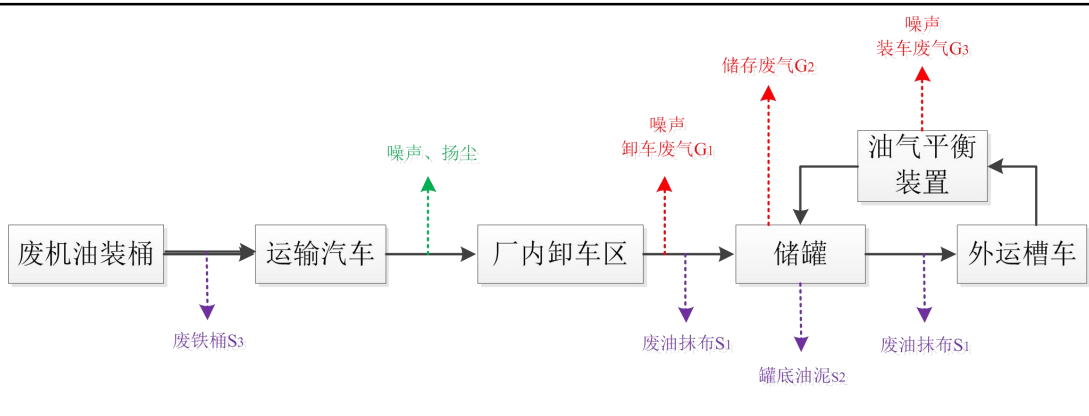 噪声
装车废气G3
储存废气G2
噪声
卸车废气G1
噪声、扬尘
油气平衡
装置
废机油装桶
运输汽车
厂内卸车区
储罐
外运槽车
废铁桶S3
废油抹布S1
废油抹布S1
罐底油泥S2